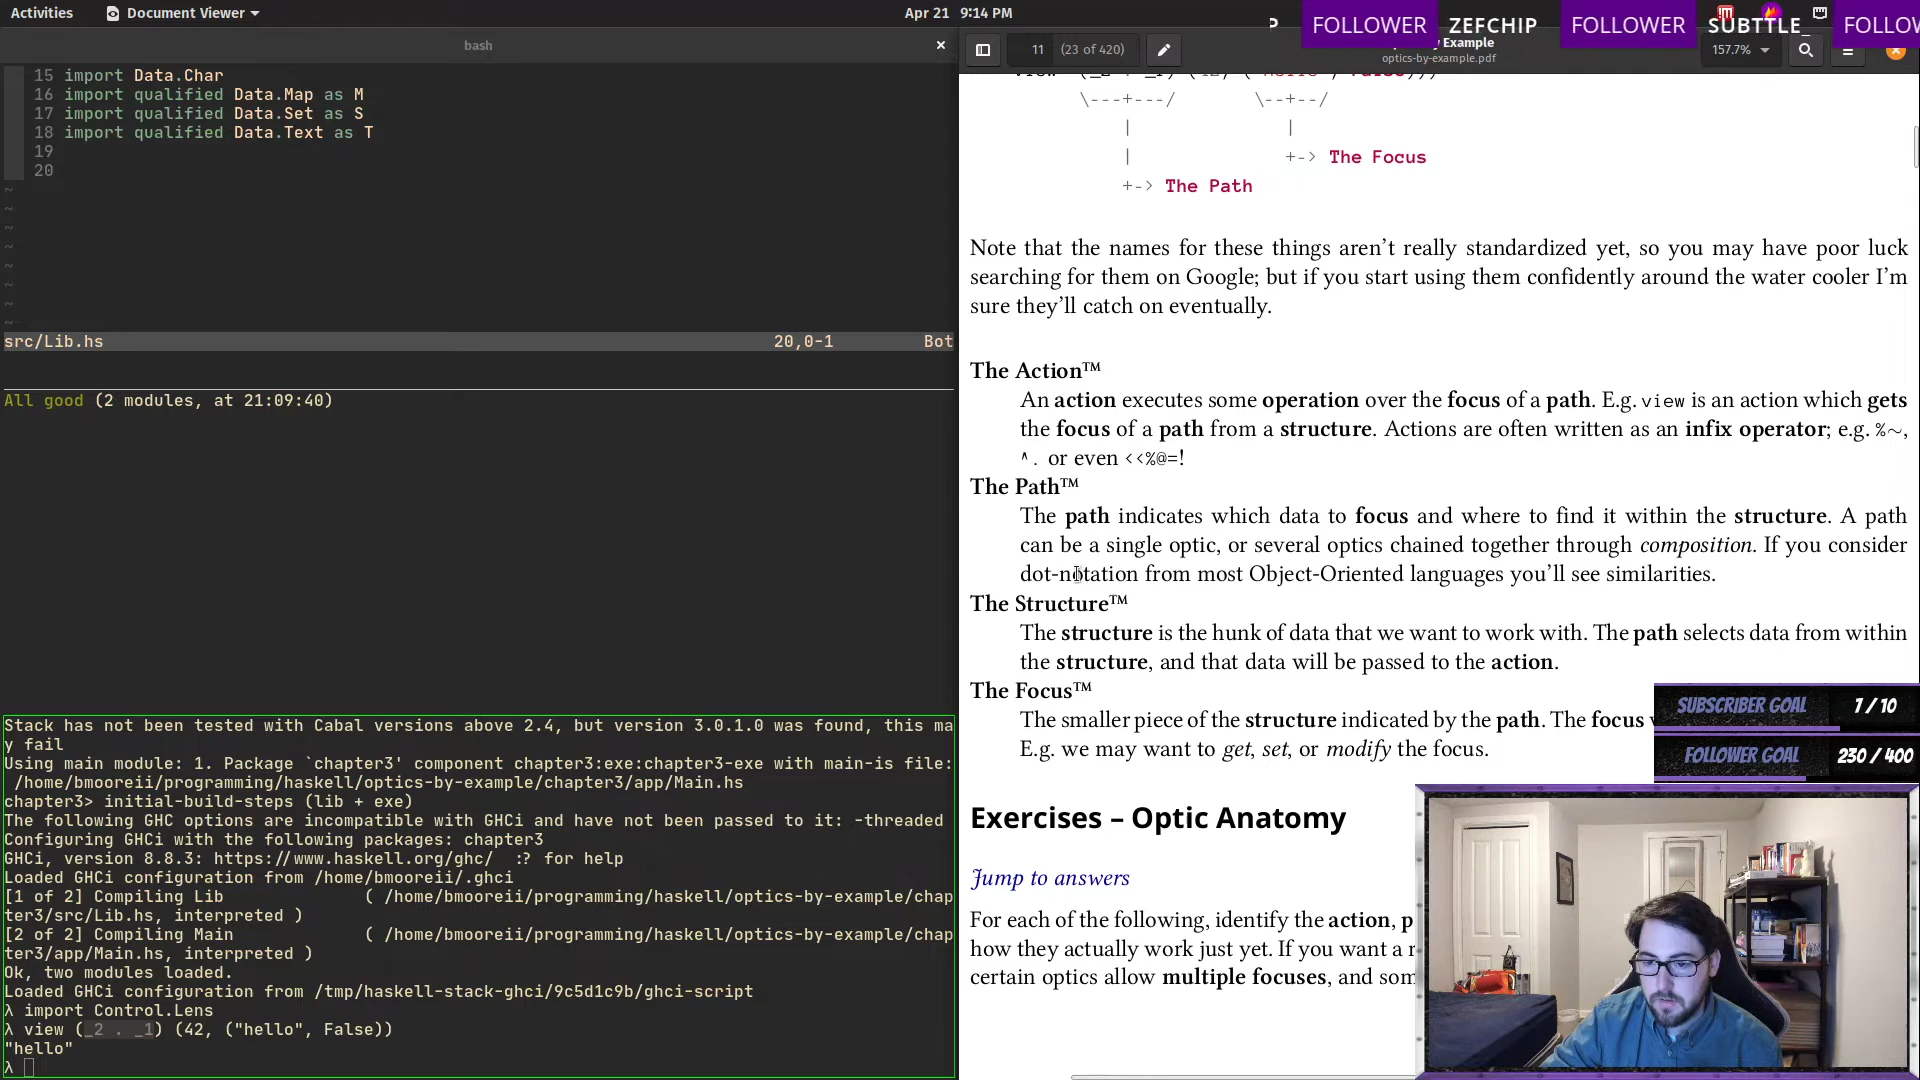 Activities
Document Viewer
Apr 21 9:14 PM
P FOLLOWER ZEFCHIP FOLLOWER SUBTTLE_ FOLLOW
bash
15 import Data.Char
16 import qualified Data.Map as M
17 import qualified Data.Set as S
18 import qualified Data.Text as T
19
20
~
~
~
~
~
~
~
~
src/Lib.hs 20,0-1 Bot
All good (2 modules, at 21:09:40)
Stack has not been tested with Cabal versions above 2.4, but version 3.0.1.0 was found, this ma
y fail
Using main module: 1. Package `chapter3' component chapter3:exe:chapter3-exe with main-is file:
/home/bmooreii/programming/haskell/optics-by-example/chapter3/app/Main.hs
chapter3> initial-build-steps (lib + exe)
The following GHC options are incompatible with GHCi and have not been passed to it: -threaded
Configuring GHCi with the following packages: chapter3
GHCi, version 8.8.3: https://www.haskell.org/ghc/ :? for help
Loaded GHCi configuration from /home/bmooreii/.ghci
[1 of 2] Compiling Lib ( /home/bmooreii/programming/haskell/optics-by-example/chap
ter3/src/Lib.hs, interpreted )
[2 of 2] Compiling Main ( /home/bmooreii/programming/haskell/optics-by-example/chap
ter3/app/Main.hs, interpreted )
Ok, two modules loaded.
Loaded GHCi configuration from /tmp/haskell-stack-ghci/9c5d1c9b/ghci-script
λ import Control.Lens
λ view (_2 . _1) (42, ("hello", False))
"hello"
λ
11 (23 of 420)
Example
optics-by-example.pdf
157.7%
\---+---/ \--+--/
| |
| +-> The Focus
+-> The Path
Note that the names for these things aren't really standardized yet, so you may have poor luck
searching for them on Google; but if you start using them confidently around the water cooler I'm
sure they'll catch on eventually.
The Action™
An action executes some operation over the focus of a path. E.g. view is an action which gets
the focus of a path from a structure. Actions are often written as an infix operator; e.g. %~,
^. or even <<%@=!
The Path™
The path indicates which data to focus and where to find it within the structure. A path
can be a single optic, or several optics chained together through composition. If you consider
dot-notation from most Object-Oriented languages you'll see similarities.
The Structure™
The structure is the hunk of data that we want to work with. The path selects data from within
the structure, and that data will be passed to the action.
The Focus™
The smaller piece of the structure indicated by the path. The focus
E.g. we may want to get, set, or modify the focus.
Exercises – Optic Anatomy
Jump to answers
For each of the following, identify the action, p
how they actually work just yet. If you want a
certain optics allow multiple focuses, and som
SUBSCRIBER GOAL 7 / 10
FOLLOWER GOAL 230 / 400